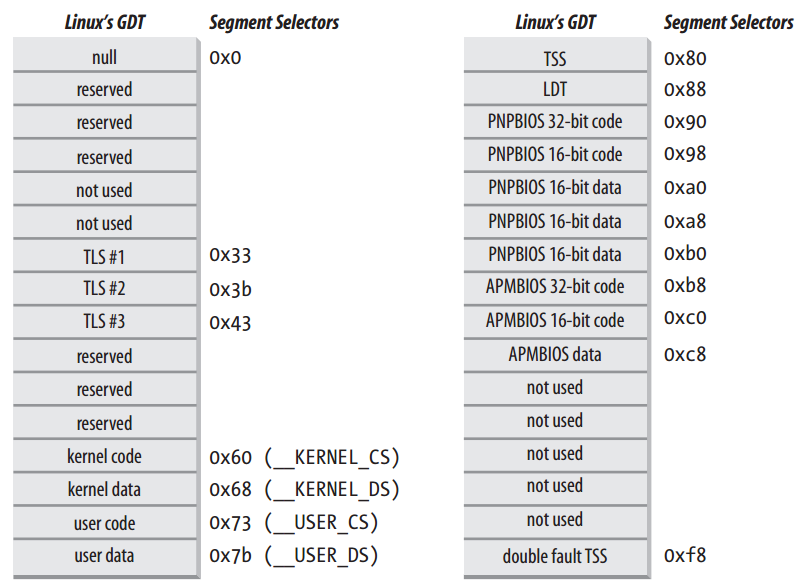 Linux's GDT Segment Selectors
null 0x0
reserved
reserved
reserved
not used
not used
TLS #1 0x33
TLS #2 0x3b
TLS #3 0x43
reserved
reserved
reserved
kernel code 0x60 (__KERNEL_CS)
kernel data 0x68 (__KERNEL_DS)
user code 0x73 (__USER_CS)
user data 0x7b (__USER_DS)
Linux's GDT Segment Selectors
TSS 0x80
LDT 0x88
PNPBIOS 32-bit code 0x90
PNPBIOS 16-bit code 0x98
PNPBIOS 16-bit data 0xa0
PNPBIOS 16-bit data 0xa8
PNPBIOS 16-bit data 0xb0
APMBIOS 32-bit code 0xb8
APMBIOS 16-bit code 0xc0
APMBIOS data 0xc8
not used
not used
not used
not used
not used
double fault TSS 0xf8